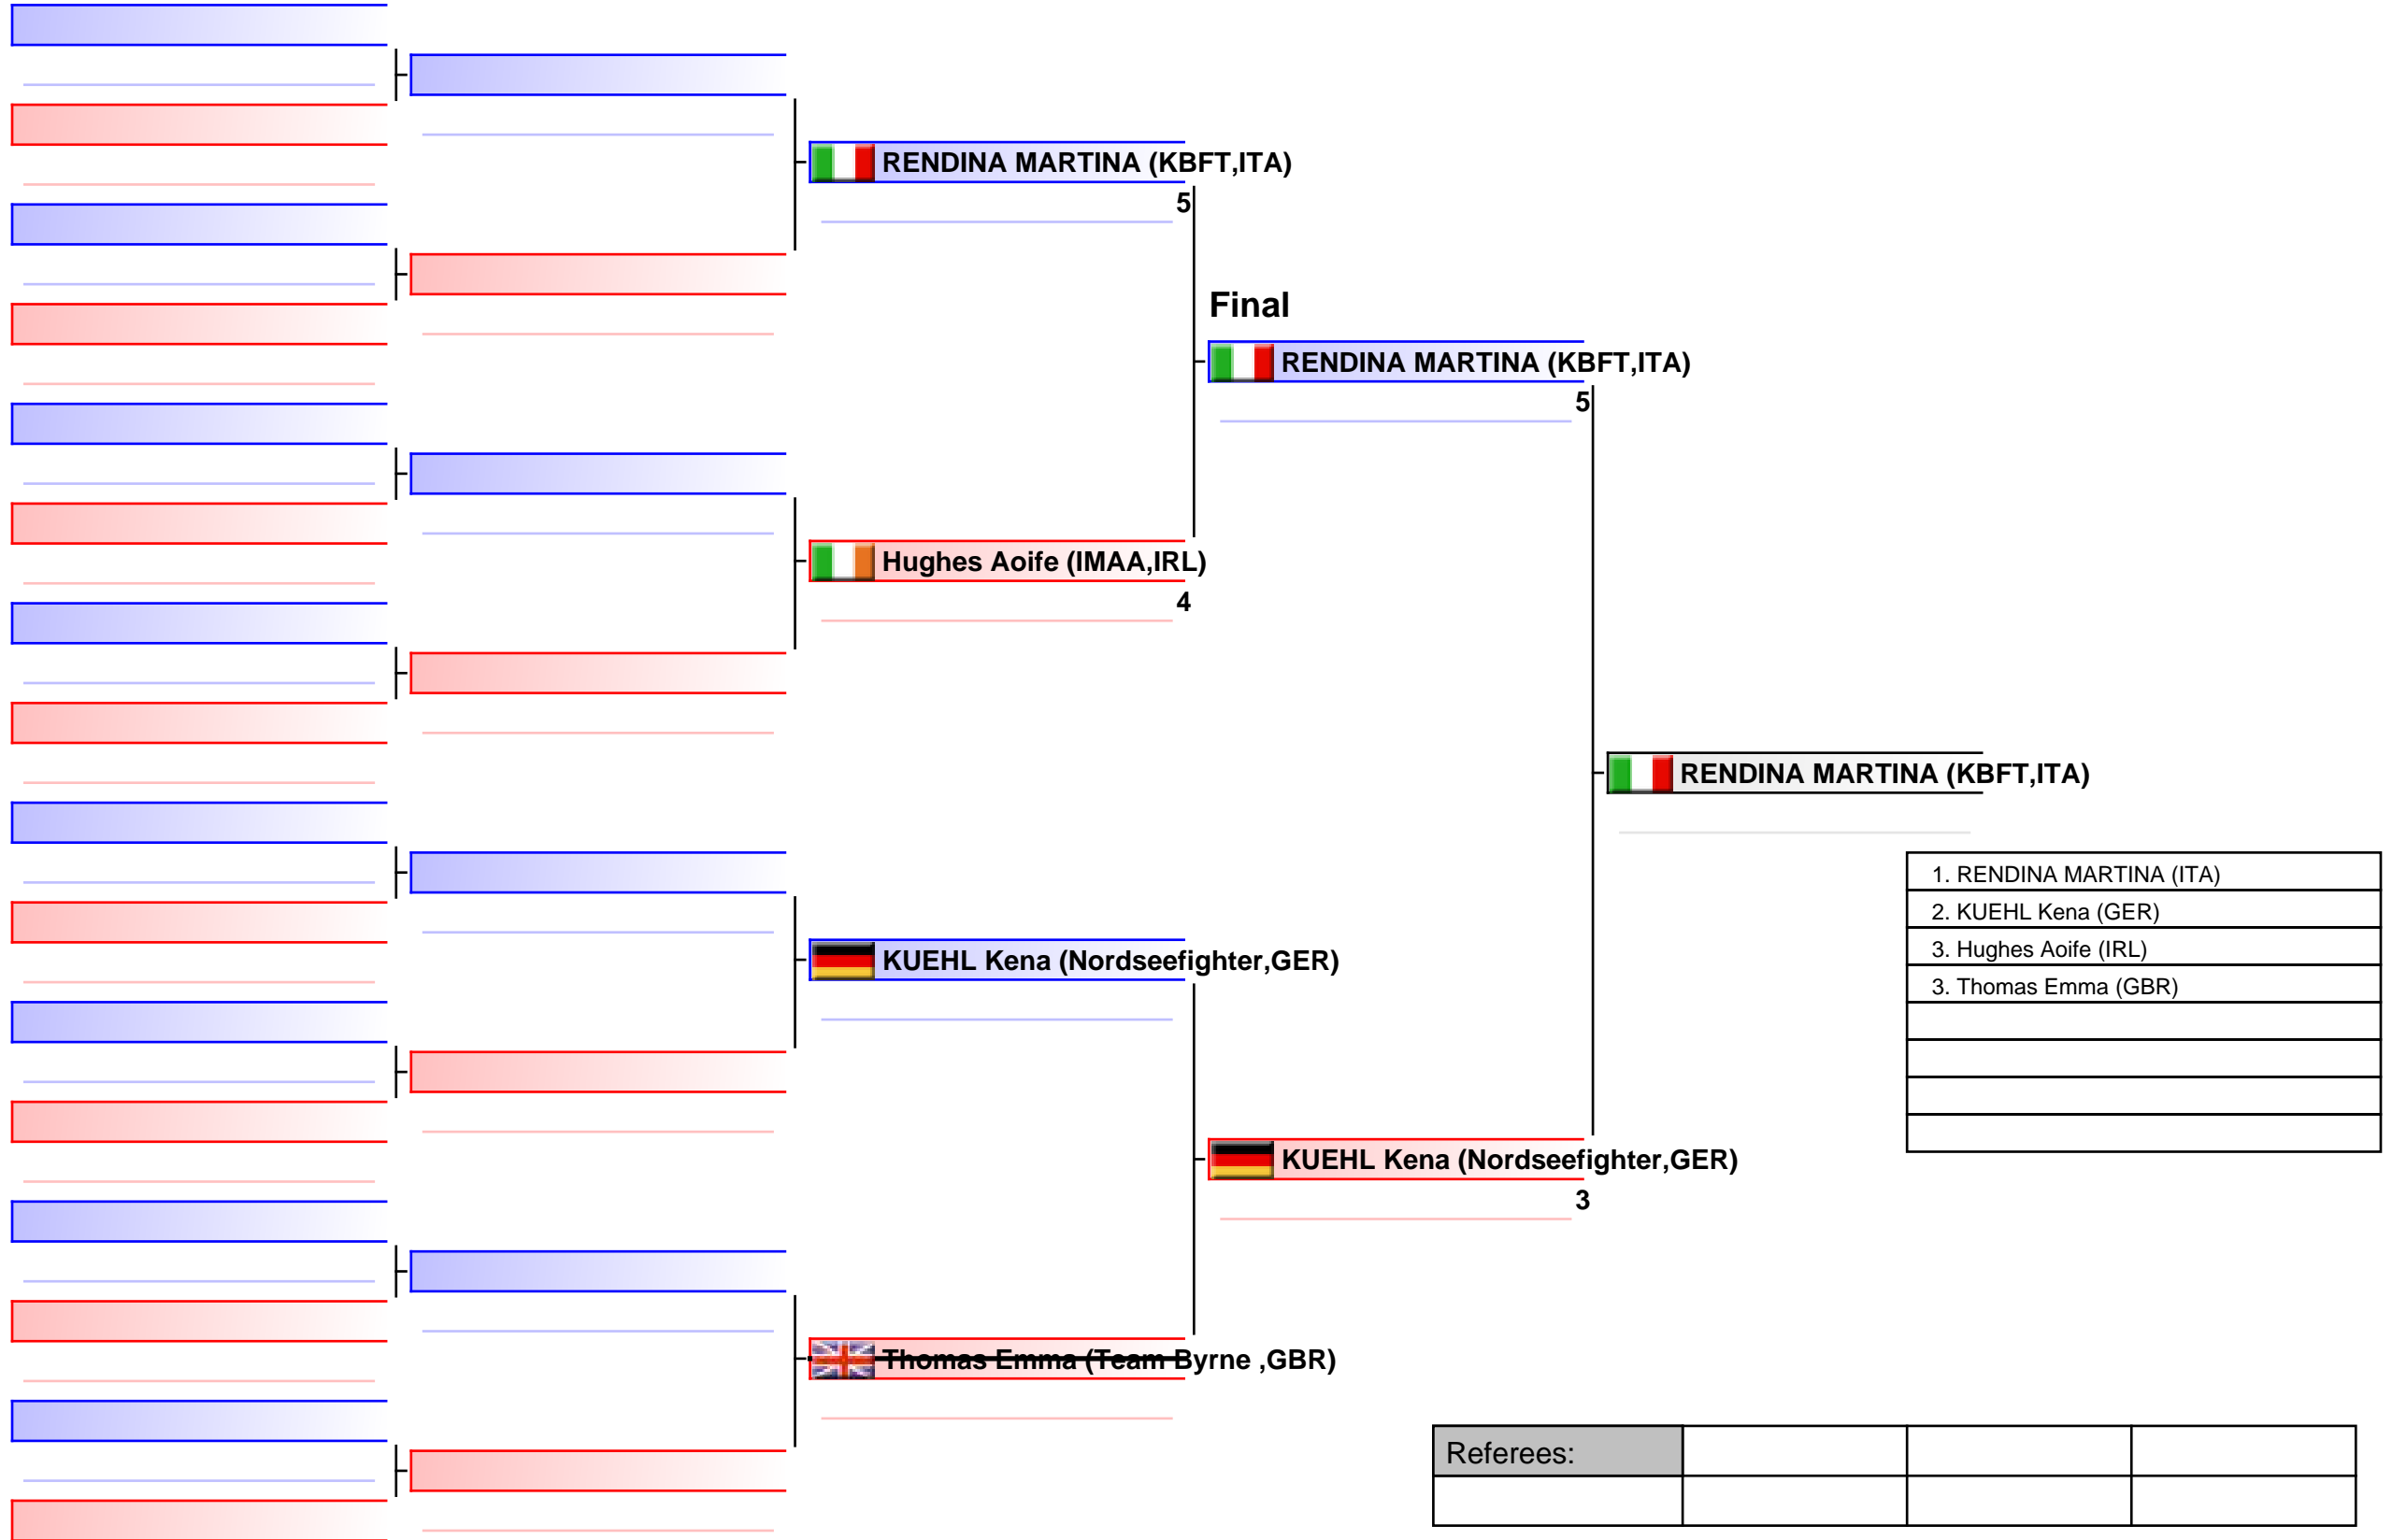 RENDINA MARTINA (KBFT,ITA)
5
Final
RENDINA MARTINA (KBFT,ITA)
5
Hughes Aoife (IMAA,IRL)
4
RENDINA MARTINA (KBFT,ITA)
1. RENDINA MARTINA (ITA)
2. KUEHL Kena (GER)
3. Hughes Aoife (IRL)
3. Thomas Emma (GBR)
KUEHL Kena (Nordseefighter,GER)
KUEHL Kena (Nordseefighter,GER)
3
Thomas Emma (Team Byrne ,GBR)
Referees: